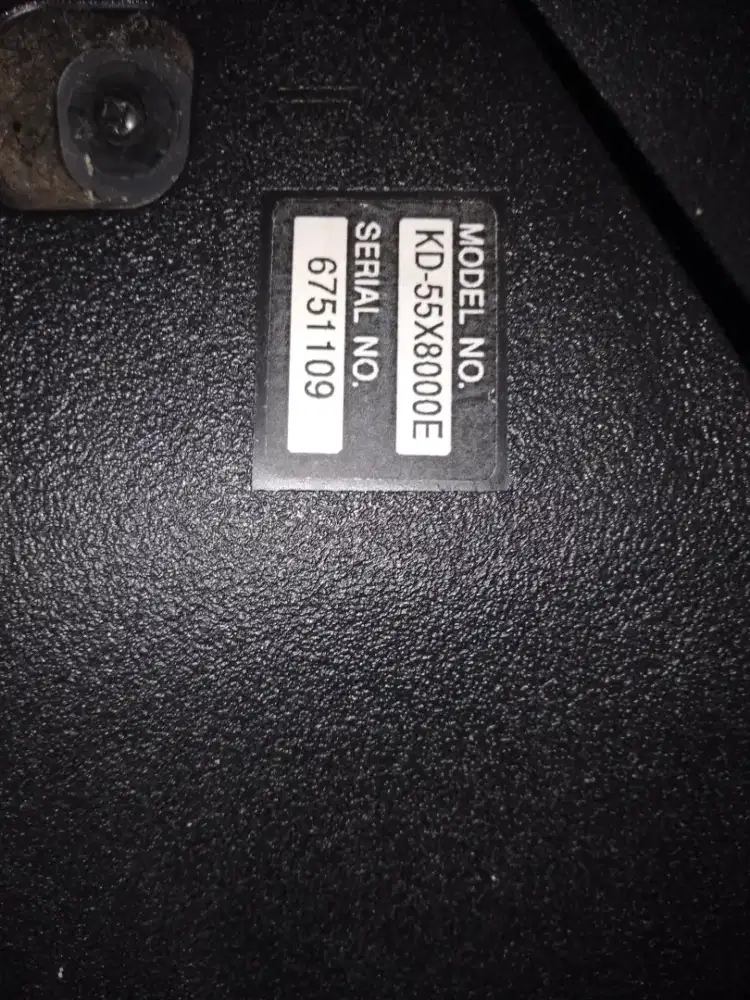 MODEL NO.
KD-55X8000E
SERIAL NO.
6751109